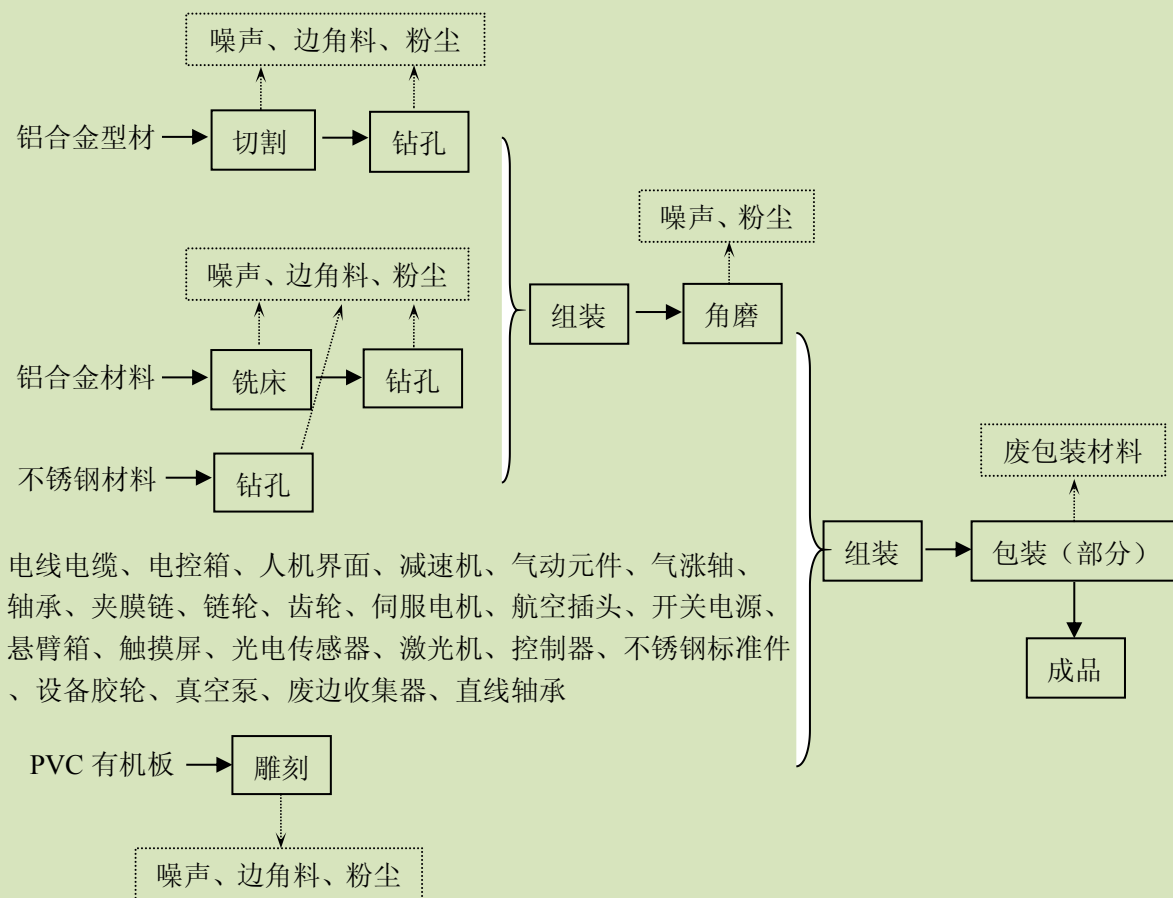 噪声、边角料、粉尘
铝合金型材
切割
钻孔
噪声、粉尘
噪声、边角料、粉尘
组装
角磨
铝合金材料
铣床
钻孔
废包装材料
不锈钢材料
钻孔
组装
包装（部分）
电线电缆、电控箱、人机界面、减速机、气动元件、气涨轴、
轴承、夹膜链、链轮、齿轮、伺服电机、航空插头、开关电源、
悬臂箱、触摸屏、光电传感器、激光机、控制器、不锈钢标准件
、设备胶轮、真空泵、废边收集器、直线轴承
成品
PVC 有机板
雕刻
噪声、边角料、粉尘